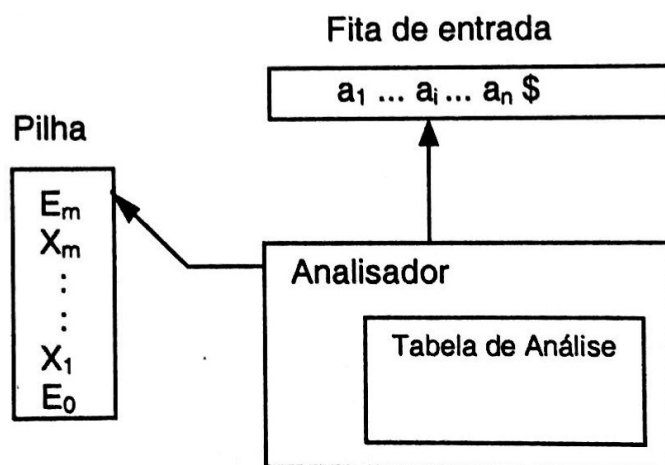 Fita de entrada
a₁ ... aᵢ ... aₙ $
Pilha
Eₘ
Xₘ
:
:
X₁
E₀
Analisador
Tabela de Análise